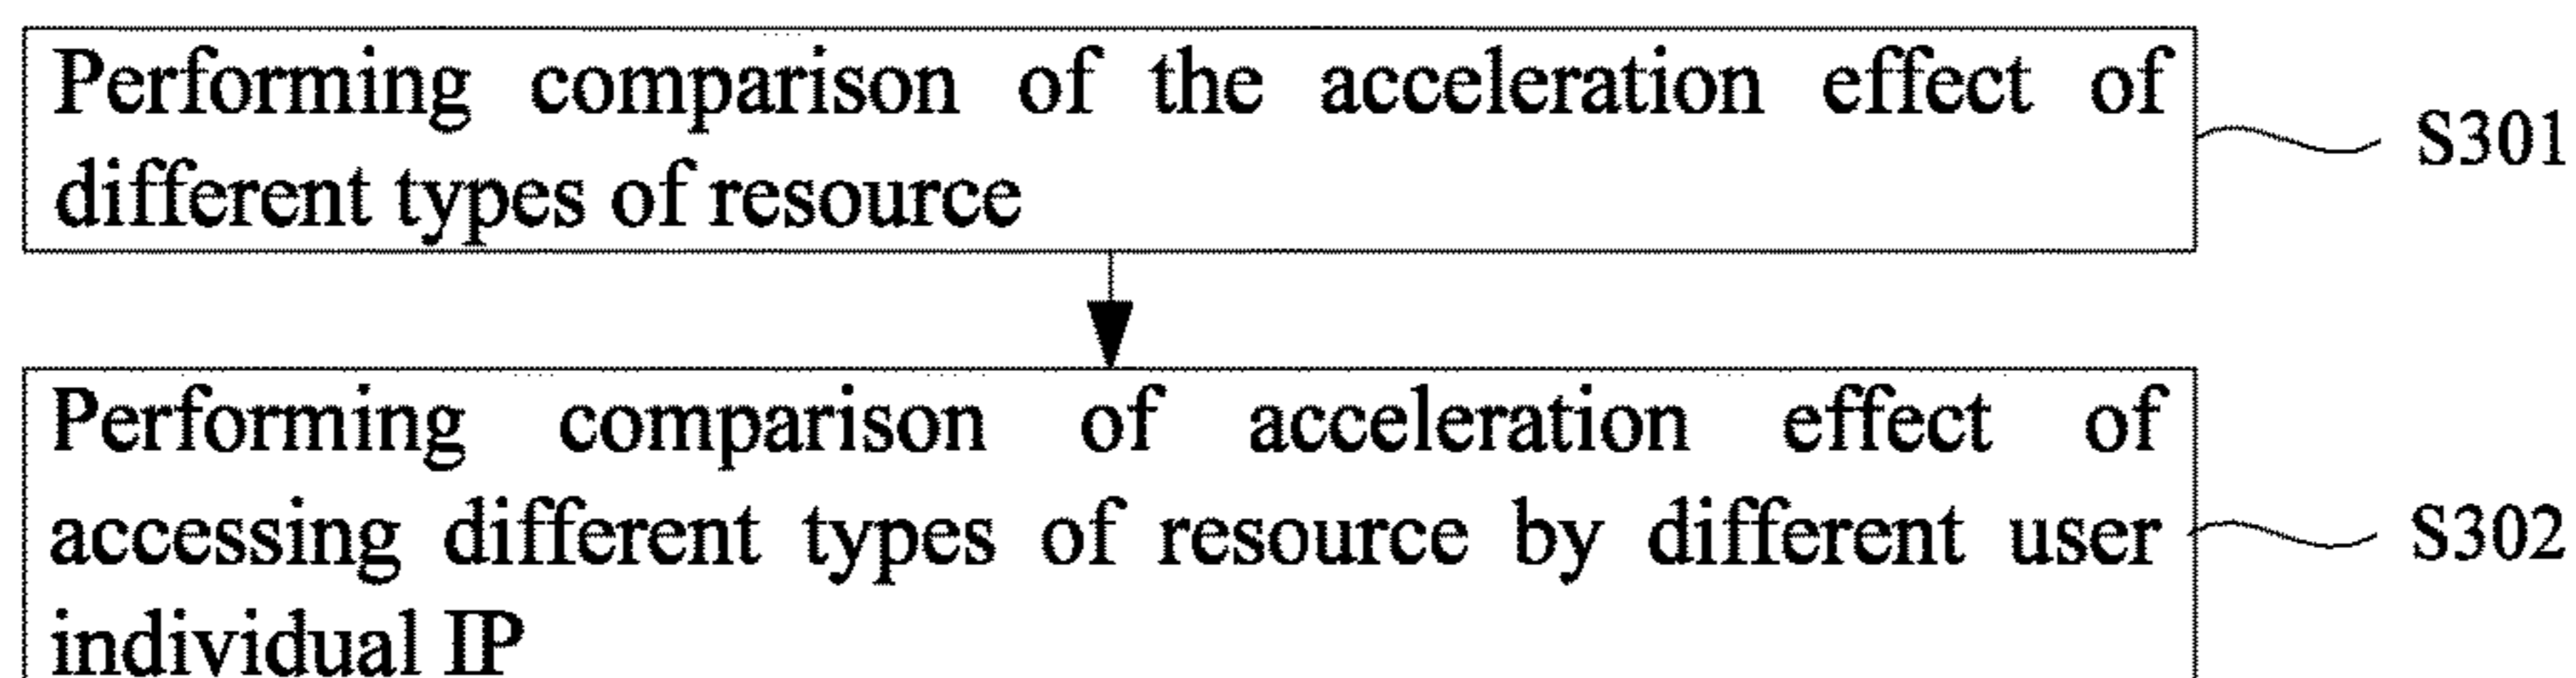 Performing comparison of the acceleration effect of
different types of resource
S301
Performing comparison of acceleration effect of
accessing different types of resource by different user
individual IP
S302